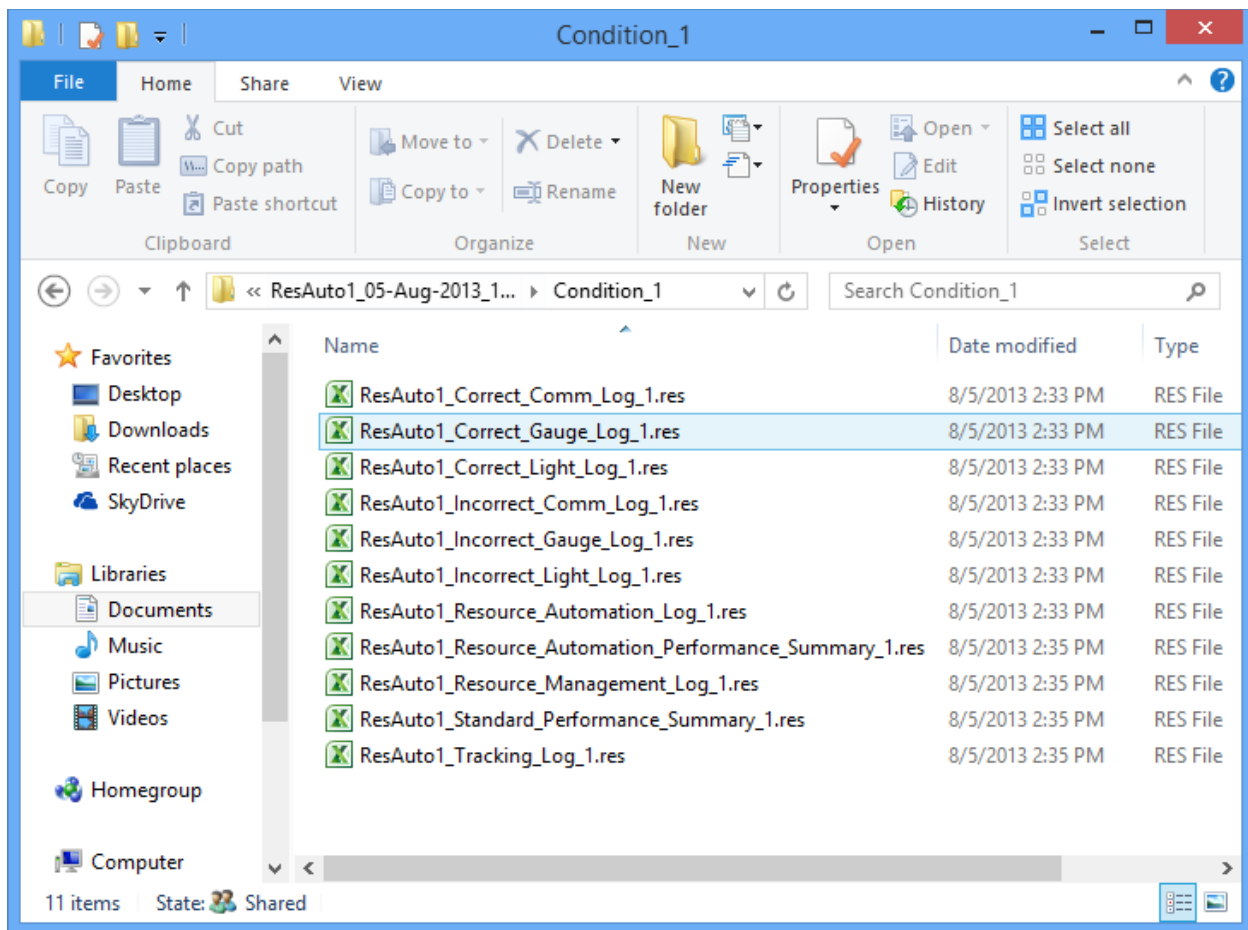 Condition_1
File Home Share View
Cut
Copy path
Paste shortcut
Copy Paste
Clipboard
Move to Delete
Copy to Rename
Organize
New folder
New
Properties
Open
Edit
History
Open
Select all
Select none
Invert selection
Select
« ResAuto1_05-Aug-2013_1... Condition_1
Search Condition_1
Favorites
Desktop
Downloads
Recent places
SkyDrive
Libraries
Documents
Music
Pictures
Videos
Homegroup
Computer
Name Date modified Type
ResAuto1_Correct_Comm_Log_1.res 8/5/2013 2:33 PM RES File
ResAuto1_Correct_Gauge_Log_1.res 8/5/2013 2:33 PM RES File
ResAuto1_Correct_Light_Log_1.res 8/5/2013 2:33 PM RES File
ResAuto1_Incorrect_Comm_Log_1.res 8/5/2013 2:33 PM RES File
ResAuto1_Incorrect_Gauge_Log_1.res 8/5/2013 2:33 PM RES File
ResAuto1_Incorrect_Light_Log_1.res 8/5/2013 2:33 PM RES File
ResAuto1_Resource_Automation_Log_1.res 8/5/2013 2:33 PM RES File
ResAuto1_Resource_Automation_Performance_Summary_1.res 8/5/2013 2:35 PM RES File
ResAuto1_Resource_Management_Log_1.res 8/5/2013 2:35 PM RES File
ResAuto1_Standard_Performance_Summary_1.res 8/5/2013 2:35 PM RES File
ResAuto1_Tracking_Log_1.res 8/5/2013 2:35 PM RES File
11 items State: Shared